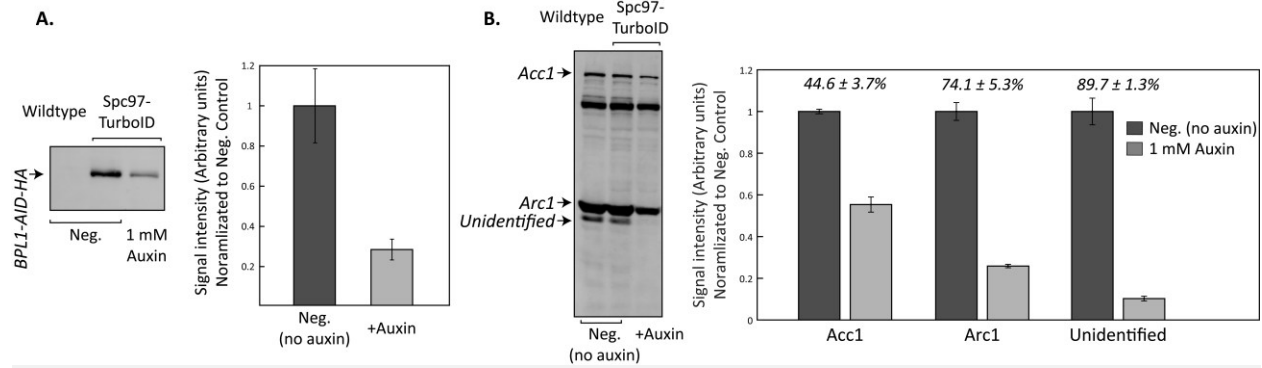 A.
Wildtype
Spc97-
TurboID
BPL1-AID-HA
Neg.
1 mM
Auxin
Signal intensity (Arbitrary units)
Noramlizated to Neg. Control
1.2
1
0.8
0.6
0.4
0.2
Neg.
(no auxin)
+Auxin
B.
Wildtype
Spc97-
TurboID
Acc1
Arc1
Unidentified
Neg.
(no auxin)
+Auxin
Signal intensity (Arbitrary units)
Noramlizated to Neg. Control
1.2
1
0.8
0.6
0.4
0.2
0
44.6 ± 3.7%
74.1 ± 5.3%
89.7 ± 1.3%
Neg. (no auxin)
1 mM Auxin
Acc1
Arc1
Unidentified